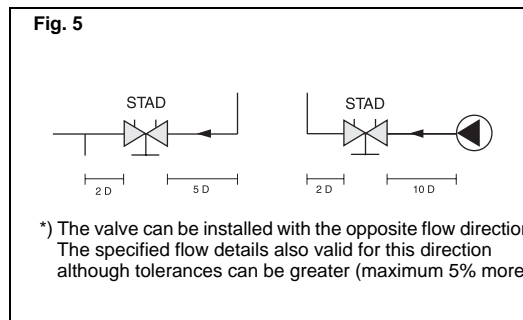 Fig. 5
STAD STAD
2 D 5 D 2 D 10 D
*) The valve can be installed with the opposite flow direction
The specified flow details also valid for this direction
although tolerances can be greater (maximum 5% more